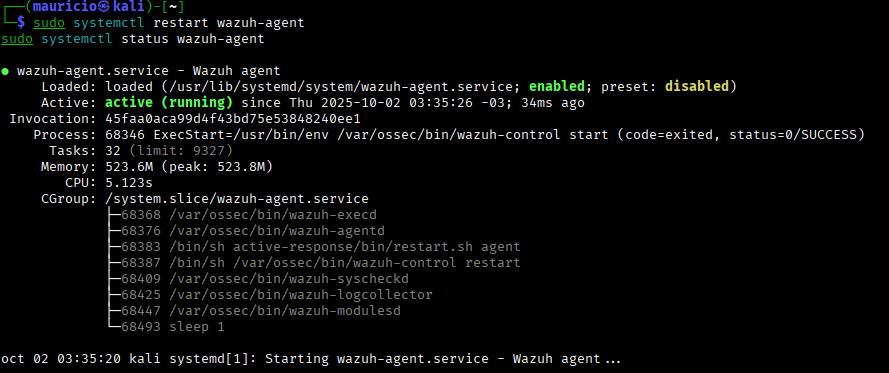 ┌──(mauricio㉿kali)-[~]
└─$ sudo systemctl restart wazuh-agent
sudo systemctl status wazuh-agent
● wazuh-agent.service - Wazuh agent
Loaded: loaded (/usr/lib/systemd/system/wazuh-agent.service; enabled; preset: disabled)
Active: active (running) since Thu 2025-10-02 03:35:26 -03; 34ms ago
Invocation: 45faa0aca99d4f43bd75e53848240ee1
Process: 68346 ExecStart=/usr/bin/env /var/ossec/bin/wazuh-control start (code=exited, status=0/SUCCESS)
Tasks: 32 (limit: 9327)
Memory: 523.6M (peak: 523.8M)
CPU: 5.123s
CGroup: /system.slice/wazuh-agent.service
├─68368 /var/ossec/bin/wazuh-execd
├─68376 /var/ossec/bin/wazuh-agentd
├─68383 /bin/sh active-response/bin/restart.sh agent
├─68387 /bin/sh /var/ossec/bin/wazuh-control restart
├─68409 /var/ossec/bin/wazuh-syscheckd
├─68425 /var/ossec/bin/wazuh-logcollector
├─68447 /var/ossec/bin/wazuh-modulesd
└─68493 sleep 1
oct 02 03:35:20 kali systemd[1]: Starting wazuh-agent.service - Wazuh agent...